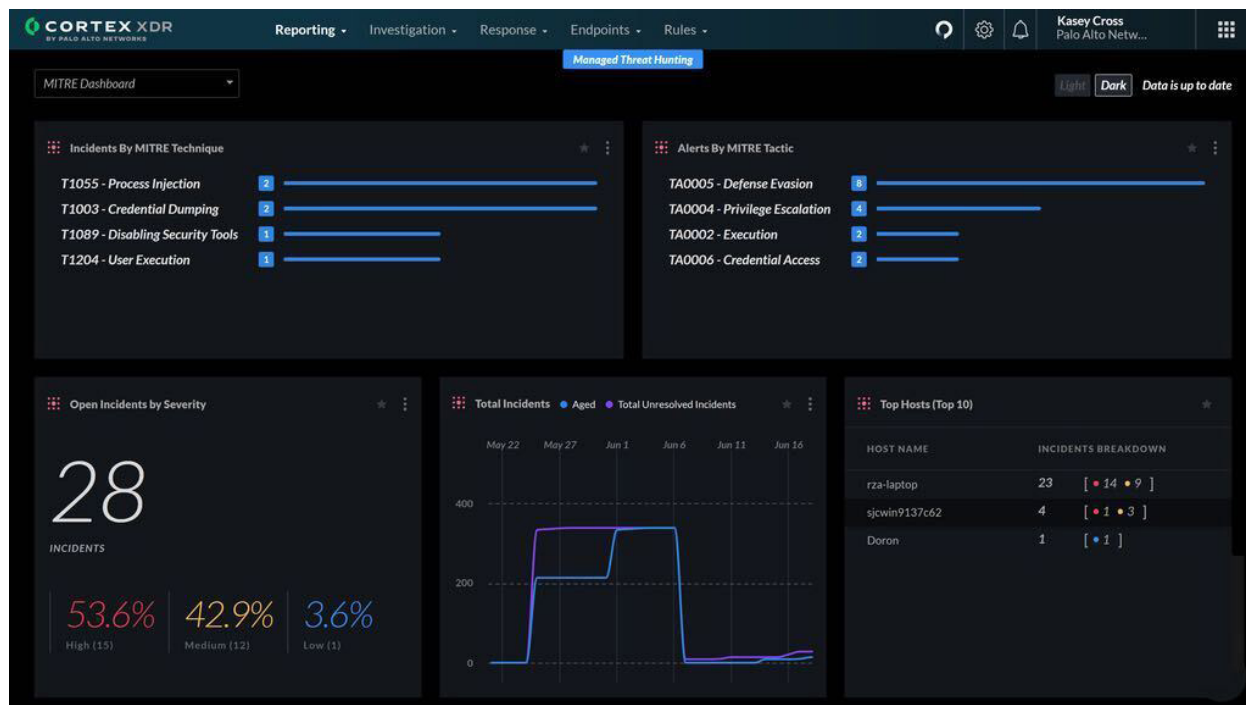 CORTEX XDR
BY PALO ALTO NETWORKS
Reporting
Investigation
Response
Endpoints
Rules
Kasey Cross
Palo Alto Netw...
Managed Threat Hunting
MITRE Dashboard
Light
Dark
Data is up to date
Incidents By MITRE Technique
T1055 - Process Injection 2
T1003 - Credential Dumping 2
T1089 - Disabling Security Tools 1
T1204 - User Execution 1
Alerts By MITRE Tactic
TA0005 - Defense Evasion 8
TA0004 - Privilege Escalation 4
TA0002 - Execution 2
TA0006 - Credential Access 2
Open Incidents by Severity
28
INCIDENTS
53.6% 42.9% 3.6%
High (15) Medium (12) Low (1)
Total Incidents Aged Total Unresolved Incidents
May 22 May 27 Jun 1 Jun 6 Jun 11 Jun 16
400
200
0
Top Hosts (Top 10)
HOST NAME INCIDENTS BREAKDOWN
rza-laptop 23 [ • 14 • 9 ]
sjcwin9137c62 4 [ • 1 • 3 ]
Doron 1 [ • 1 ]